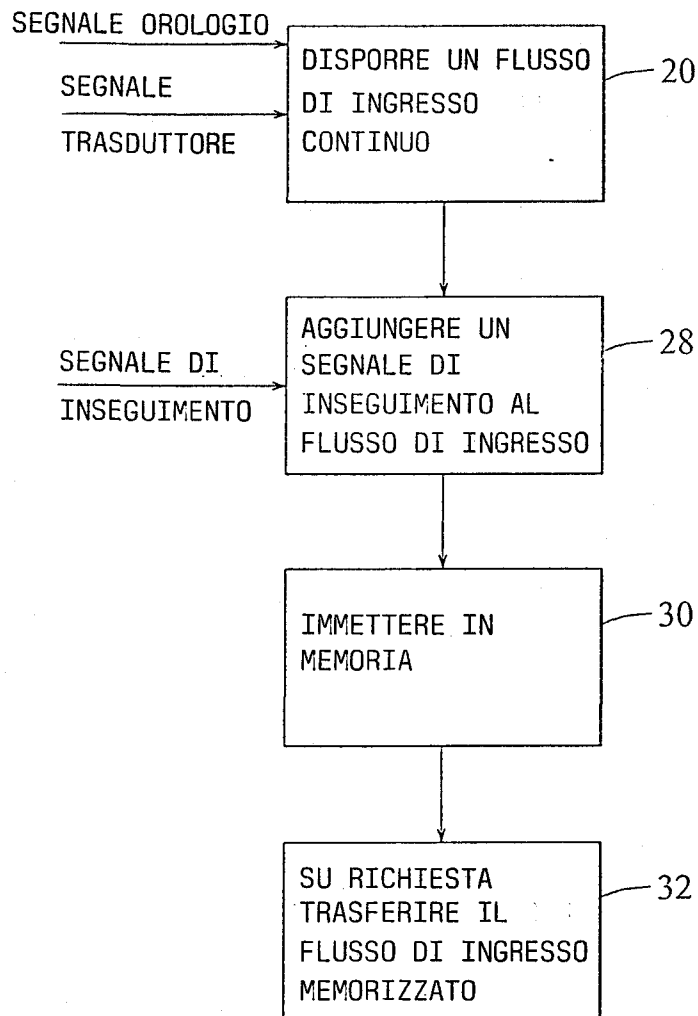 SEGNALE OROLOGIO
SEGNALE
TRASDUTTORE
DISPORRE UN FLUSSO
DI INGRESSO
CONTINUO
20
SEGNALE DI
INSEGUIMENTO
AGGIUNGERE UN
SEGNALE DI
INSEGUIMENTO AL
FLUSSO DI INGRESSO
28
IMMETTERE IN
MEMORIA
30
SU RICHIESTA
TRASFERIRE IL
FLUSSO DI INGRESSO
MEMORIZZATO
32